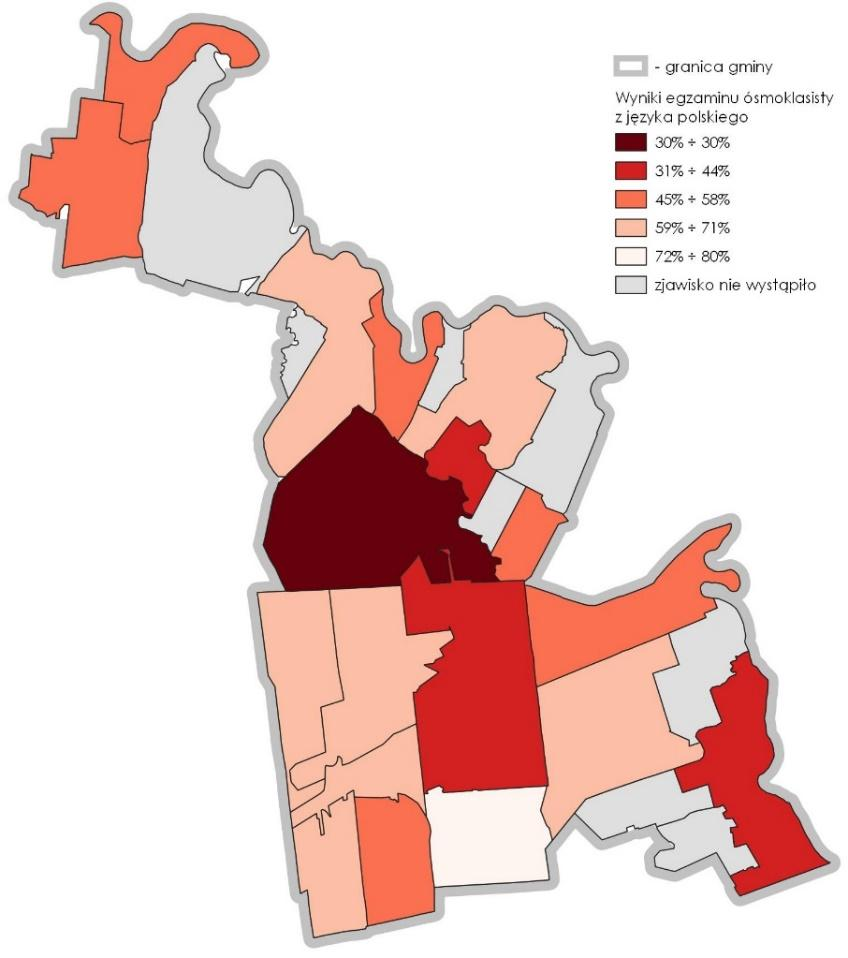 - granica gminy
Wyniki egzaminu ósmoklasisty
z języka polskiego
30% ÷ 30%
31% ÷ 44%
45% ÷ 58%
59% ÷ 71%
72% ÷ 80%
zjawisko nie wystąpiło